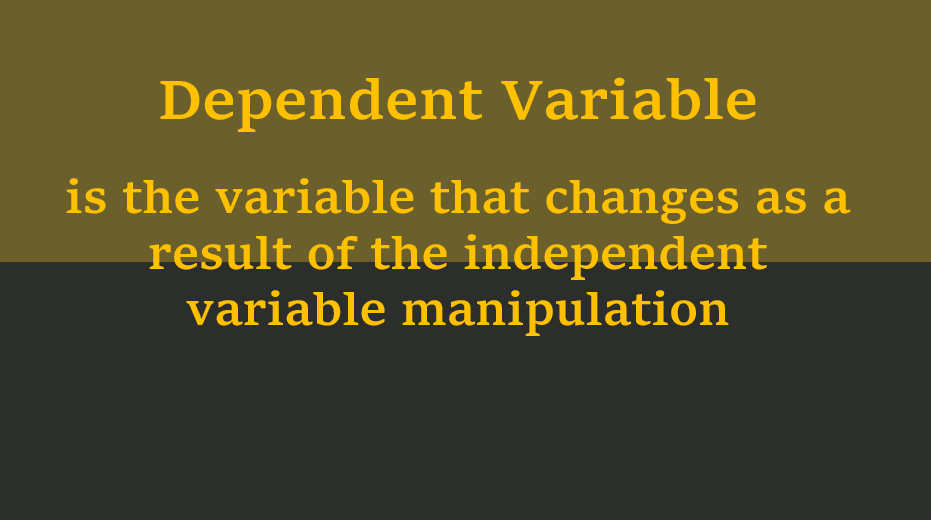 Dependent Variable
is the variable that changes as a
result of the independent
variable manipulation